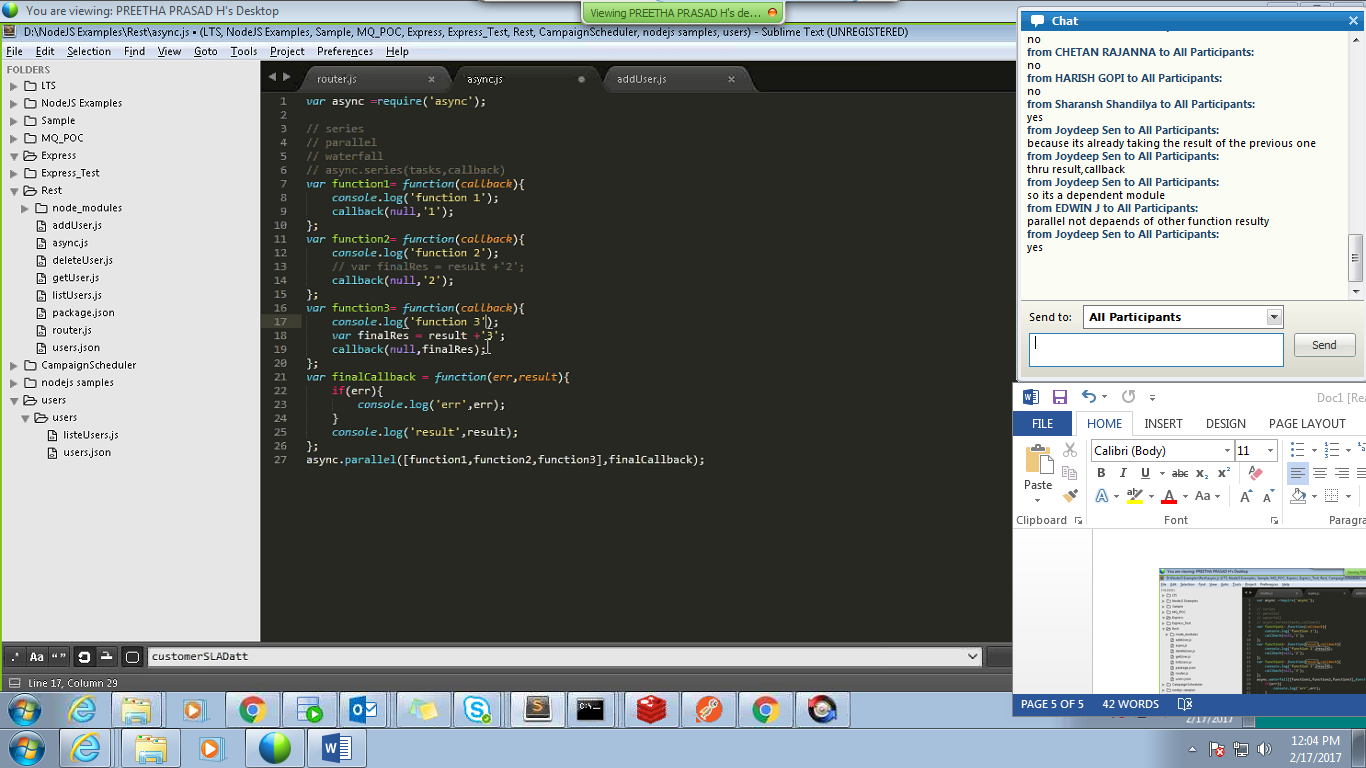 You are viewing: PREETHA PRASAD H's Desktop
Viewing PREETHA PRASAD H's de...
D:\NodeJS Examples\Rest\async.js • (LTS, NodeJS Examples, Sample, MQ_POC, Express, Express_Test, Rest, CampaignScheduler, nodejs samples, users) - Sublime Text (UNREGISTERED)
File Edit Selection Find View Goto Tools Project Preferences Help
FOLDERS
LTS
NodeJS Examples
Sample
MQ_POC
Express
Express_Test
Rest
node_modules
addUser.js
async.js
deleteUser.js
getUser.js
listUsers.js
package.json
router.js
users.json
CampaignScheduler
nodejs samples
users
users
listeUsers.js
users.json
router.js async.js addUser.js
1 var async =require('async');
2
3 // series
4 // parallel
5 // waterfall
6 // async.series(tasks,callback)
7 var function1= function(callback){
8 console.log('function 1');
9 callback(null,'1');
10 };
11 var function2= function(callback){
12 console.log('function 2');
13 // var finalRes = result +'2';
14 callback(null,'2');
15 };
16 var function3= function(callback){
17 console.log('function 3');
18 var finalRes = result +'3';
19 callback(null,finalRes);
20 };
21 var finalCallback = function(err,result){
22 if(err){
23 console.log('err',err);
24 }
25 console.log('result',result);
26 };
27 async.parallel([function1,function2,function3],finalCallback);
.* Aa “ ”
customerSLADatt
Line 17, Column 29
Chat
no
from CHETAN RAJANNA to All Participants:
no
from HARISH GOPI to All Participants:
no
from Sharansh Shandilya to All Participants:
yes
from Joydeep Sen to All Participants:
because its already taking the result of the previous one
from Joydeep Sen to All Participants:
thru result,callback
from Joydeep Sen to All Participants:
so its a dependent module
from EDWIN J to All Participants:
parallel not depaends of other function resulty
from Joydeep Sen to All Participants:
yes
Send to: All Participants
Send
Doc1 [Rea
FILE HOME INSERT DESIGN PAGE LAYOUT
Paste
Calibri (Body) 11
B I U abc x₂ x²
A ab A Aa A A
Clipboard Font Paragra
PAGE 5 OF 5 42 WORDS
2/17/2017
12:04 PM
2/17/2017